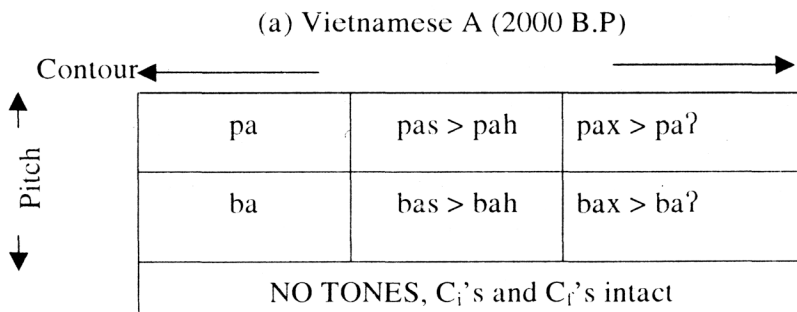 (a) Vietnamese A (2000 B.P)
Contour
Pitch
pa pas > pah pax > paʔ
ba bas > bah bax > baʔ
NO TONES, Cᵢ's and C_f's intact